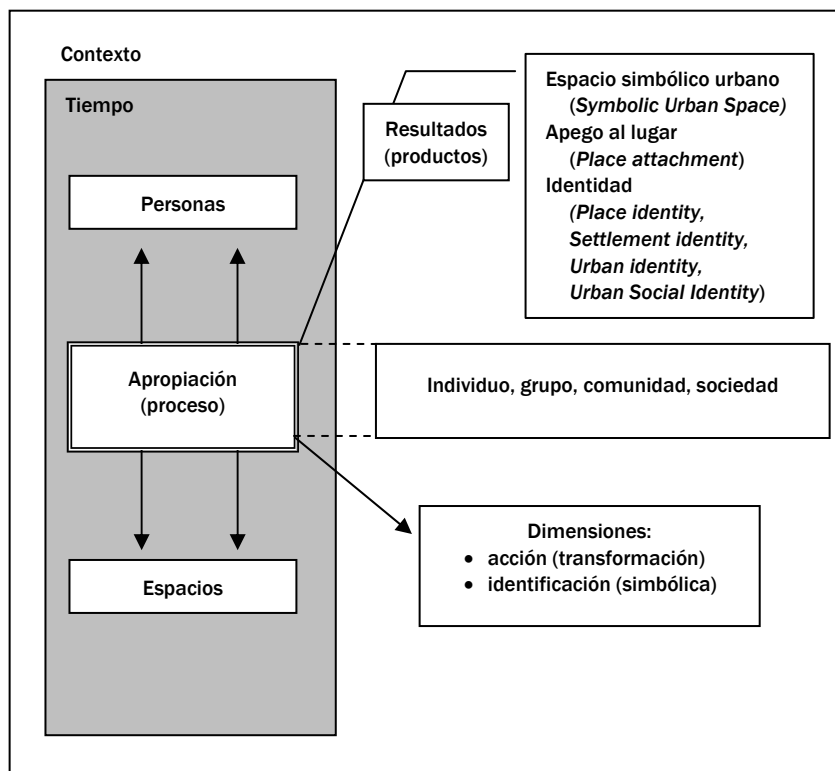 Contexto
Tiempo
Personas
Apropiación
(proceso)
Espacios
Resultados
(productos)
Espacio simbólico urbano
(Symbolic Urban Space)
Apego al lugar
(Place attachment)
Identidad
(Place identity,
Settlement identity,
Urban identity,
Urban Social Identity)
Individuo, grupo, comunidad, sociedad
Dimensiones:
• acción (transformación)
• identificación (simbólica)